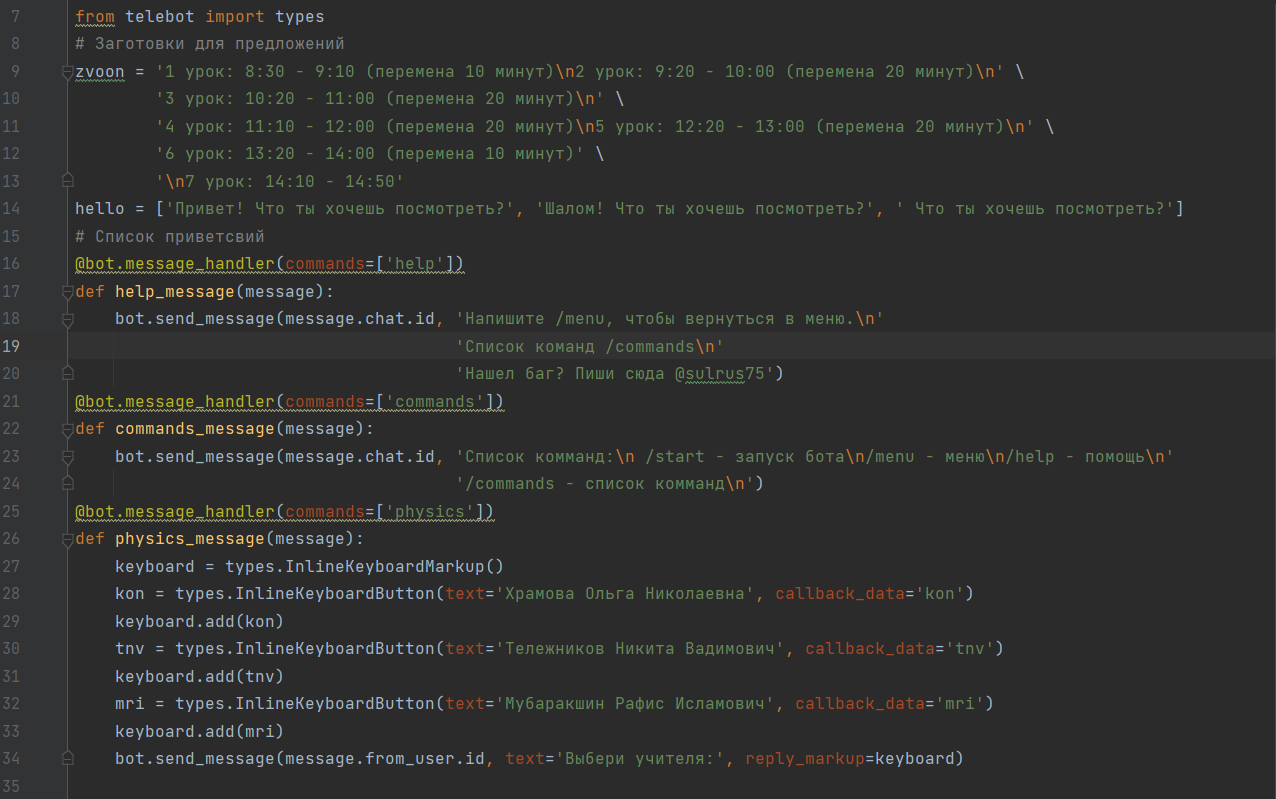 7 from telebot import types
8 # Заготовки для предложений
9 zvoon = '1 урок: 8:30 - 9:10 (перемена 10 минут)\n2 урок: 9:20 - 10:00 (перемена 20 минут)\n' \
10 '3 урок: 10:20 - 11:00 (перемена 20 минут)\n' \
11 '4 урок: 11:10 - 12:00 (перемена 20 минут)\n5 урок: 12:20 - 13:00 (перемена 20 минут)\n' \
12 '6 урок: 13:20 - 14:00 (перемена 10 минут)' \
13 '\n7 урок: 14:10 - 14:50'
14 hello = ['Привет! Что ты хочешь посмотреть?', 'Шалом! Что ты хочешь посмотреть?', ' Что ты хочешь посмотреть?']
15 # Список приветсвий
16 @bot.message_handler(commands=['help'])
17 def help_message(message):
18 bot.send_message(message.chat.id, 'Напишите /menu, чтобы вернуться в меню.\n'
19 'Список команд /commands\n'
20 'Нашел баг? Пиши сюда @sulrus75')
21 @bot.message_handler(commands=['commands'])
22 def commands_message(message):
23 bot.send_message(message.chat.id, 'Список комманд:\n /start - запуск бота\n/menu - меню\n/help - помощь\n'
24 '/commands - список комманд\n')
25 @bot.message_handler(commands=['physics'])
26 def physics_message(message):
27 keyboard = types.InlineKeyboardMarkup()
28 kon = types.InlineKeyboardButton(text='Храмова Ольга Николаевна', callback_data='kon')
29 keyboard.add(kon)
30 tnv = types.InlineKeyboardButton(text='Тележников Никита Вадимович', callback_data='tnv')
31 keyboard.add(tnv)
32 mri = types.InlineKeyboardButton(text='Мубаракшин Рафис Исламович', callback_data='mri')
33 keyboard.add(mri)
34 bot.send_message(message.from_user.id, text='Выбери учителя:', reply_markup=keyboard)
35